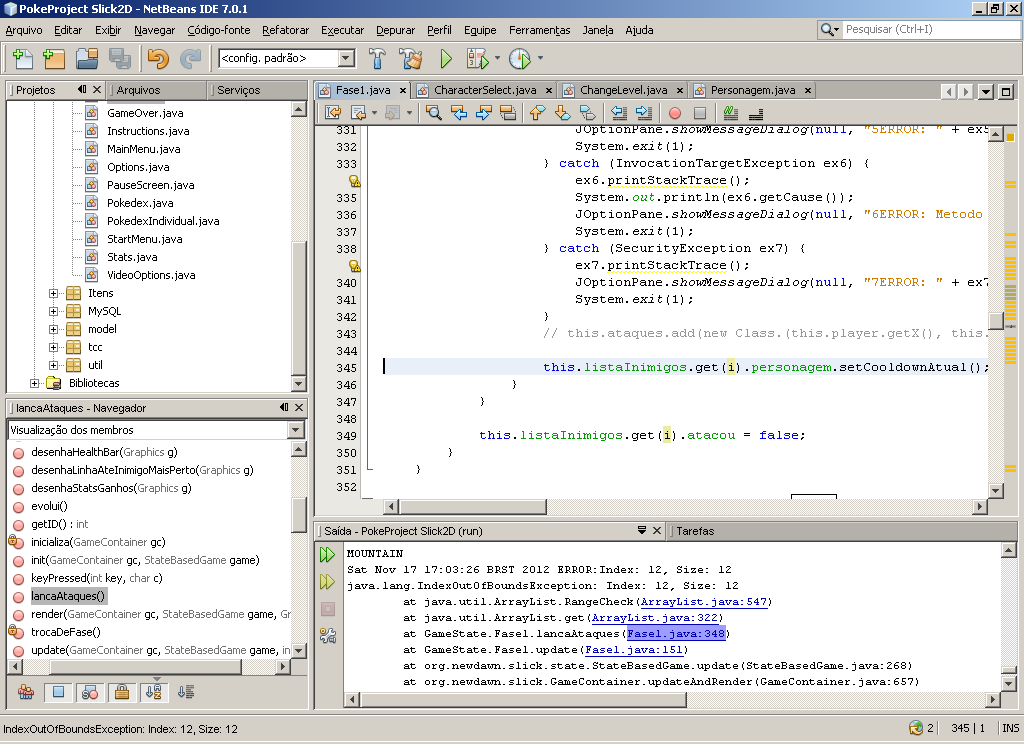 PokeProject Slick2D - NetBeans IDE 7.0.1
Arquivo Editar Exibir Navegar Código-fonte Refatorar Executar Depurar Perfil Equipe Ferramentas Janela Ajuda
Pesquisar (Ctrl+I)
<config. padrão>
Projetos Arquivos Serviços
GameOver.java
Instructions.java
MainMenu.java
Options.java
PauseScreen.java
Pokedex.java
PokedexIndividual.java
StartMenu.java
Stats.java
VideoOptions.java
Itens
MySQL
model
tcc
util
Bibliotecas
lancaAtaques - Navegador
Visualização dos membros
desenhaHealthBar(Graphics g)
desenhaLinhaAteInimigoMaisPerto(Graphics g)
desenhaStatsGanhos(Graphics g)
evolui()
getID() : int
inicializa(GameContainer gc)
init(GameContainer gc, StateBasedGame game)
keyPressed(int key, char c)
lancaAtaques()
render(GameContainer gc, StateBasedGame game, Gr
trocaDeFase()
update(GameContainer gc, StateBasedGame game, in
Fase1.java CharacterSelect.java ChangeLevel.java Personagem.java
331 JOptionPane.showMessageDialog(null, "5ERROR: " + ex5
332 System.exit(1);
333 } catch (InvocationTargetException ex6) {
ex6.printStackTrace();
335 System.out.println(ex6.getCause());
336 JOptionPane.showMessageDialog(null, "6ERROR: Metodo
337 System.exit(1);
338 } catch (SecurityException ex7) {
ex7.printStackTrace();
340 JOptionPane.showMessageDialog(null, "7ERROR: " + ex7
341 System.exit(1);
342 }
343 // this.ataques.add(new Class.(this.player.getX(), this.
344
345 this.listaInimigos.get(i).personagem.setCooldownAtual();
346 }
347 }
348
349 this.listaInimigos.get(i).atacou = false;
350 }
351 }
352
Saída - PokeProject Slick2D (run) Tarefas
MOUNTAIN
Sat Nov 17 17:03:26 BRST 2012 ERROR:Index: 12, Size: 12
java.lang.IndexOutOfBoundsException: Index: 12, Size: 12
at java.util.ArrayList.RangeCheck(ArrayList.java:547)
at java.util.ArrayList.get(ArrayList.java:322)
at GameState.Fase1.lancaAtaques(Fase1.java:348)
at GameState.Fase1.update(Fase1.java:151)
at org.newdawn.slick.state.StateBasedGame.update(StateBasedGame.java:268)
at org.newdawn.slick.GameContainer.updateAndRender(GameContainer.java:657)
IndexOutOfBoundsException: Index: 12, Size: 12
2 345 | 1 INS